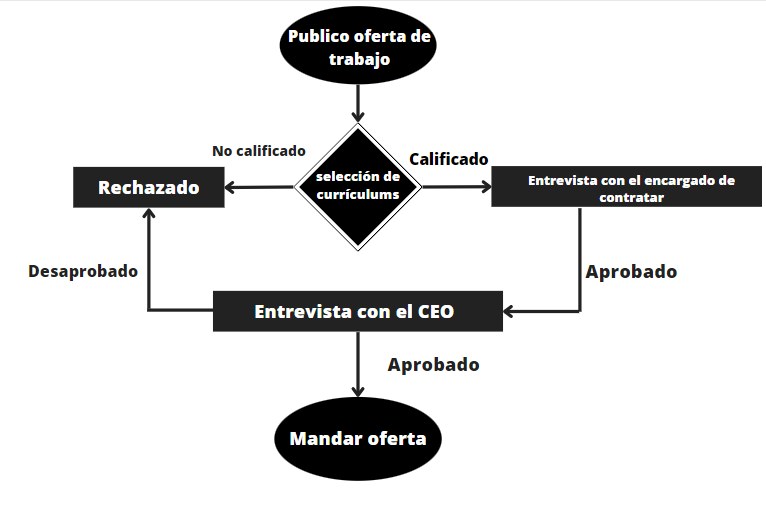 Publico oferta de
trabajo
No calificado
Calificado
selección de
currículums
Rechazado
Entrevista con el encargado de
contratar
Desaprobado
Aprobado
Entrevista con el CEO
Aprobado
Mandar oferta